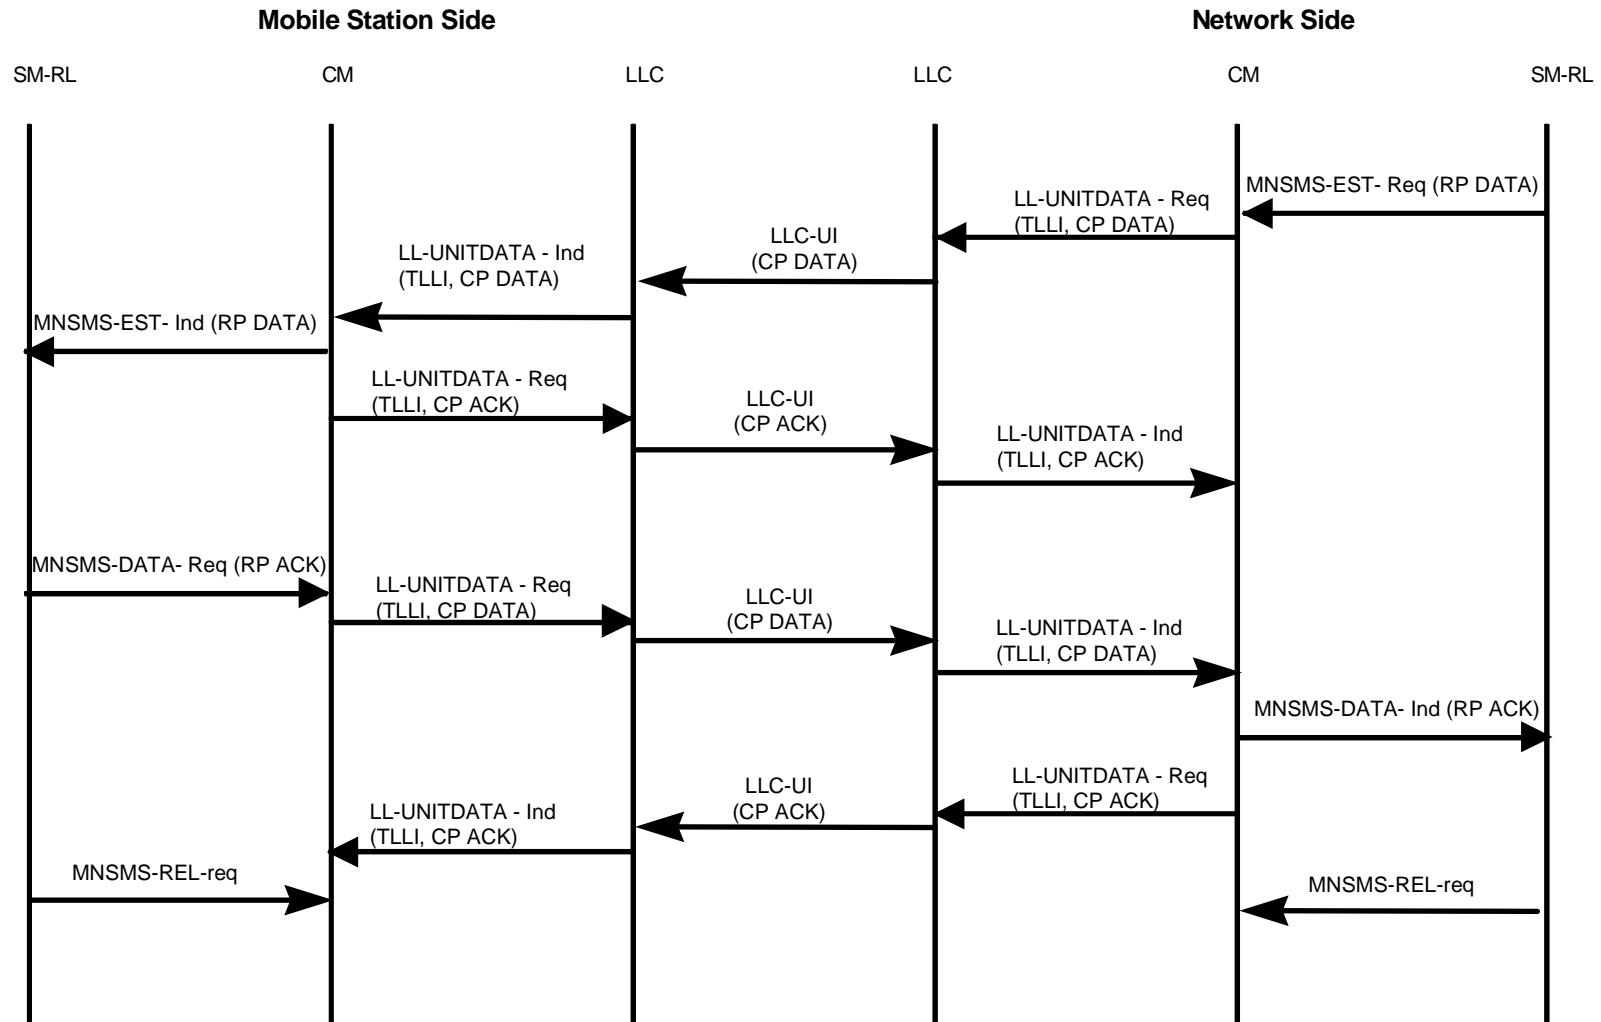 Mobile Station Side
Network Side
SM-RL
CM
LLC
LLC
CM
SM-RL
MNSMS-EST- Req (RP DATA)
LL-UNITDATA - Req
(TLLI, CP DATA)
LLC-UI
(CP DATA)
LL-UNITDATA - Ind
(TLLI, CP DATA)
MNSMS-EST- Ind (RP DATA)
LL-UNITDATA - Req
(TLLI, CP ACK)
LLC-UI
(CP ACK)
LL-UNITDATA - Ind
(TLLI, CP ACK)
MNSMS-DATA- Req (RP ACK)
LL-UNITDATA - Req
(TLLI, CP DATA)
LLC-UI
(CP DATA)
LL-UNITDATA - Ind
(TLLI, CP DATA)
MNSMS-DATA- Ind (RP ACK)
LL-UNITDATA - Req
(TLLI, CP ACK)
LLC-UI
(CP ACK)
LL-UNITDATA - Ind
(TLLI, CP ACK)
MNSMS-REL-req
MNSMS-REL-req